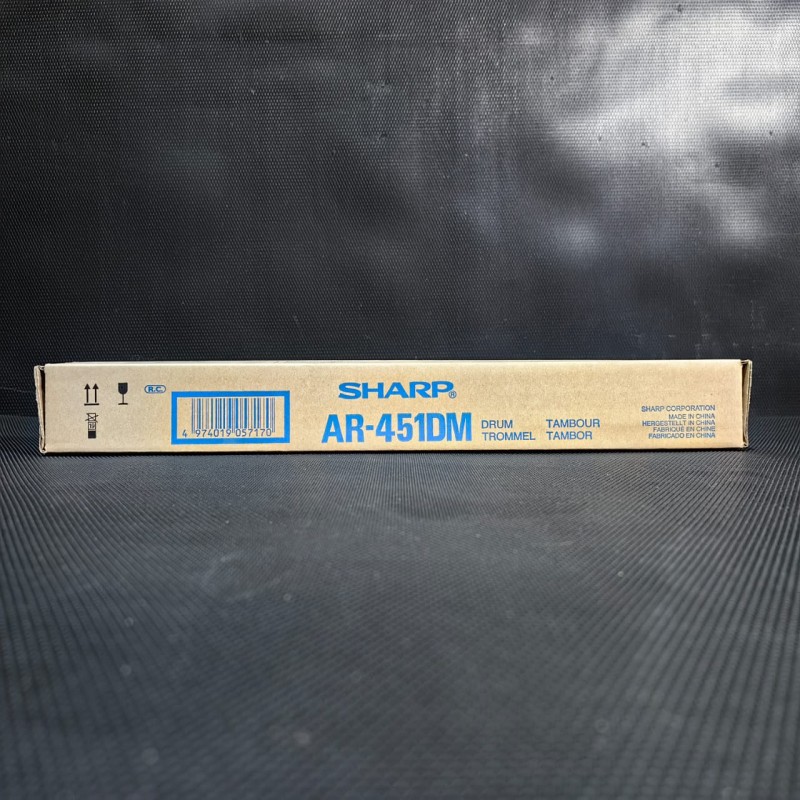 R.C.
4 974019 057170
SHARP®
AR-451DM
DRUM TAMBOUR
TROMMEL TAMBOR
SHARP CORPORATION
MADE IN CHINA
HERGESTELLT IN CHINA
FABRIQUE EN CHINE
FABRICADO EN CHINA